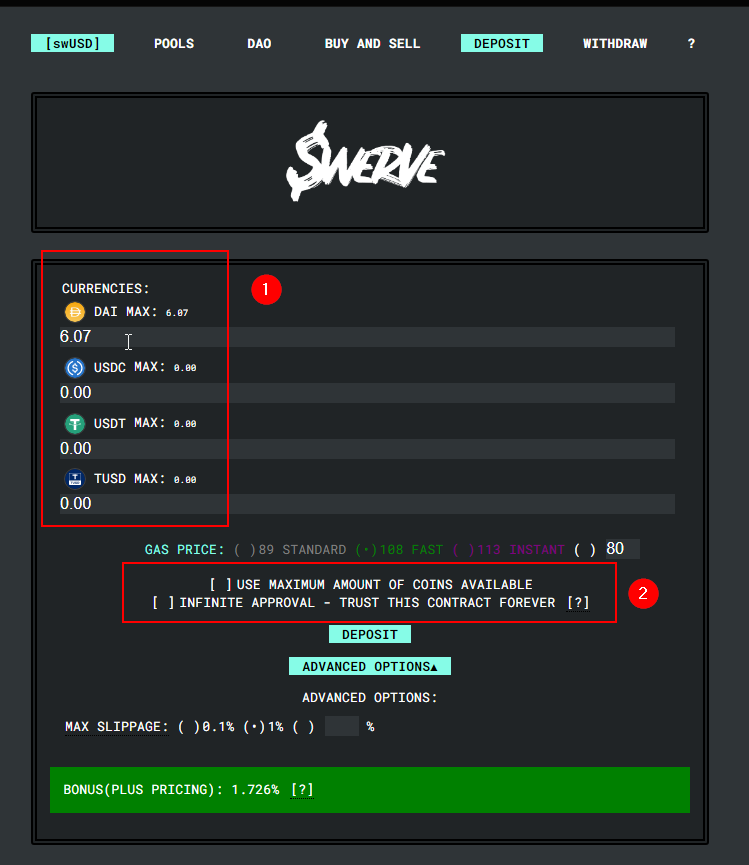 [swUSD] POOLS DAO BUY AND SELL DEPOSIT WITHDRAW ?
$WERVE
CURRENCIES:
1
DAI MAX: 6.07
6.07
USDC MAX: 0.00
0.00
USDT MAX: 0.00
0.00
TUSD MAX: 0.00
0.00
GAS PRICE: ( )89 STANDARD (·)108 FAST ( )113 INSTANT ( ) 80
[ ]USE MAXIMUM AMOUNT OF COINS AVAILABLE
2
[ ]INFINITE APPROVAL - TRUST THIS CONTRACT FOREVER [?]
DEPOSIT
ADVANCED OPTIONS▲
ADVANCED OPTIONS:
MAX SLIPPAGE: ( )0.1% (·)1% ( ) %
BONUS(PLUS PRICING): 1.726% [?]